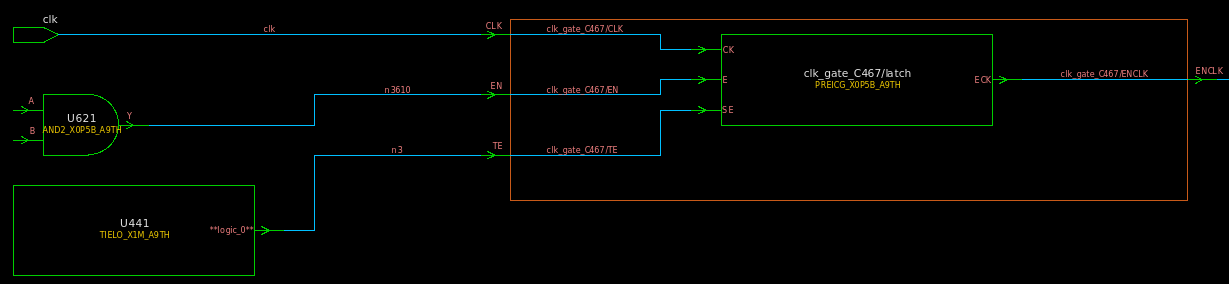 clk
clk
CLK
clk_gate_C467/CLK
CK
clk_gate_C467/latch
PREICG_X0P5B_A9TH
ECK
clk_gate_C467/ENCLK
ENCLK
E
EN
clk_gate_C467/EN
n3610
SE
A
U621
Y
AND2_X0P5B_A9TH
B
n3
TE
clk_gate_C467/TE
U441
TIELO_X1M_A9TH
**logic_0**